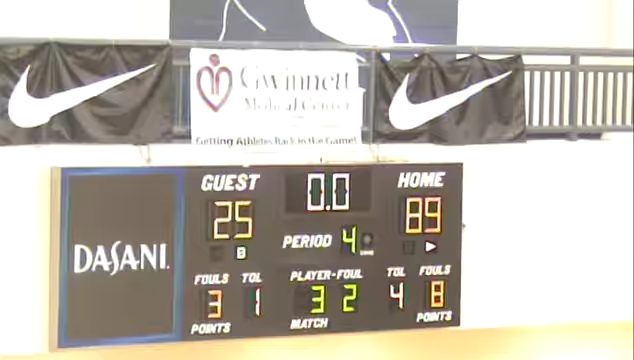 Gwinnett
Medical Center
Getting Athletes Back in the Game!
GUEST 0.0 HOME
25 89
PERIOD 4
B
DASANI.
FOULS TOL PLAYER-FOUL TOL FOULS
3 1 3 2 4 8
POINTS MATCH POINTS